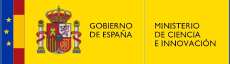 GOBIERNO
DE ESPAÑA
MINISTERIO
DE CIENCIA
E INNOVACIÓN